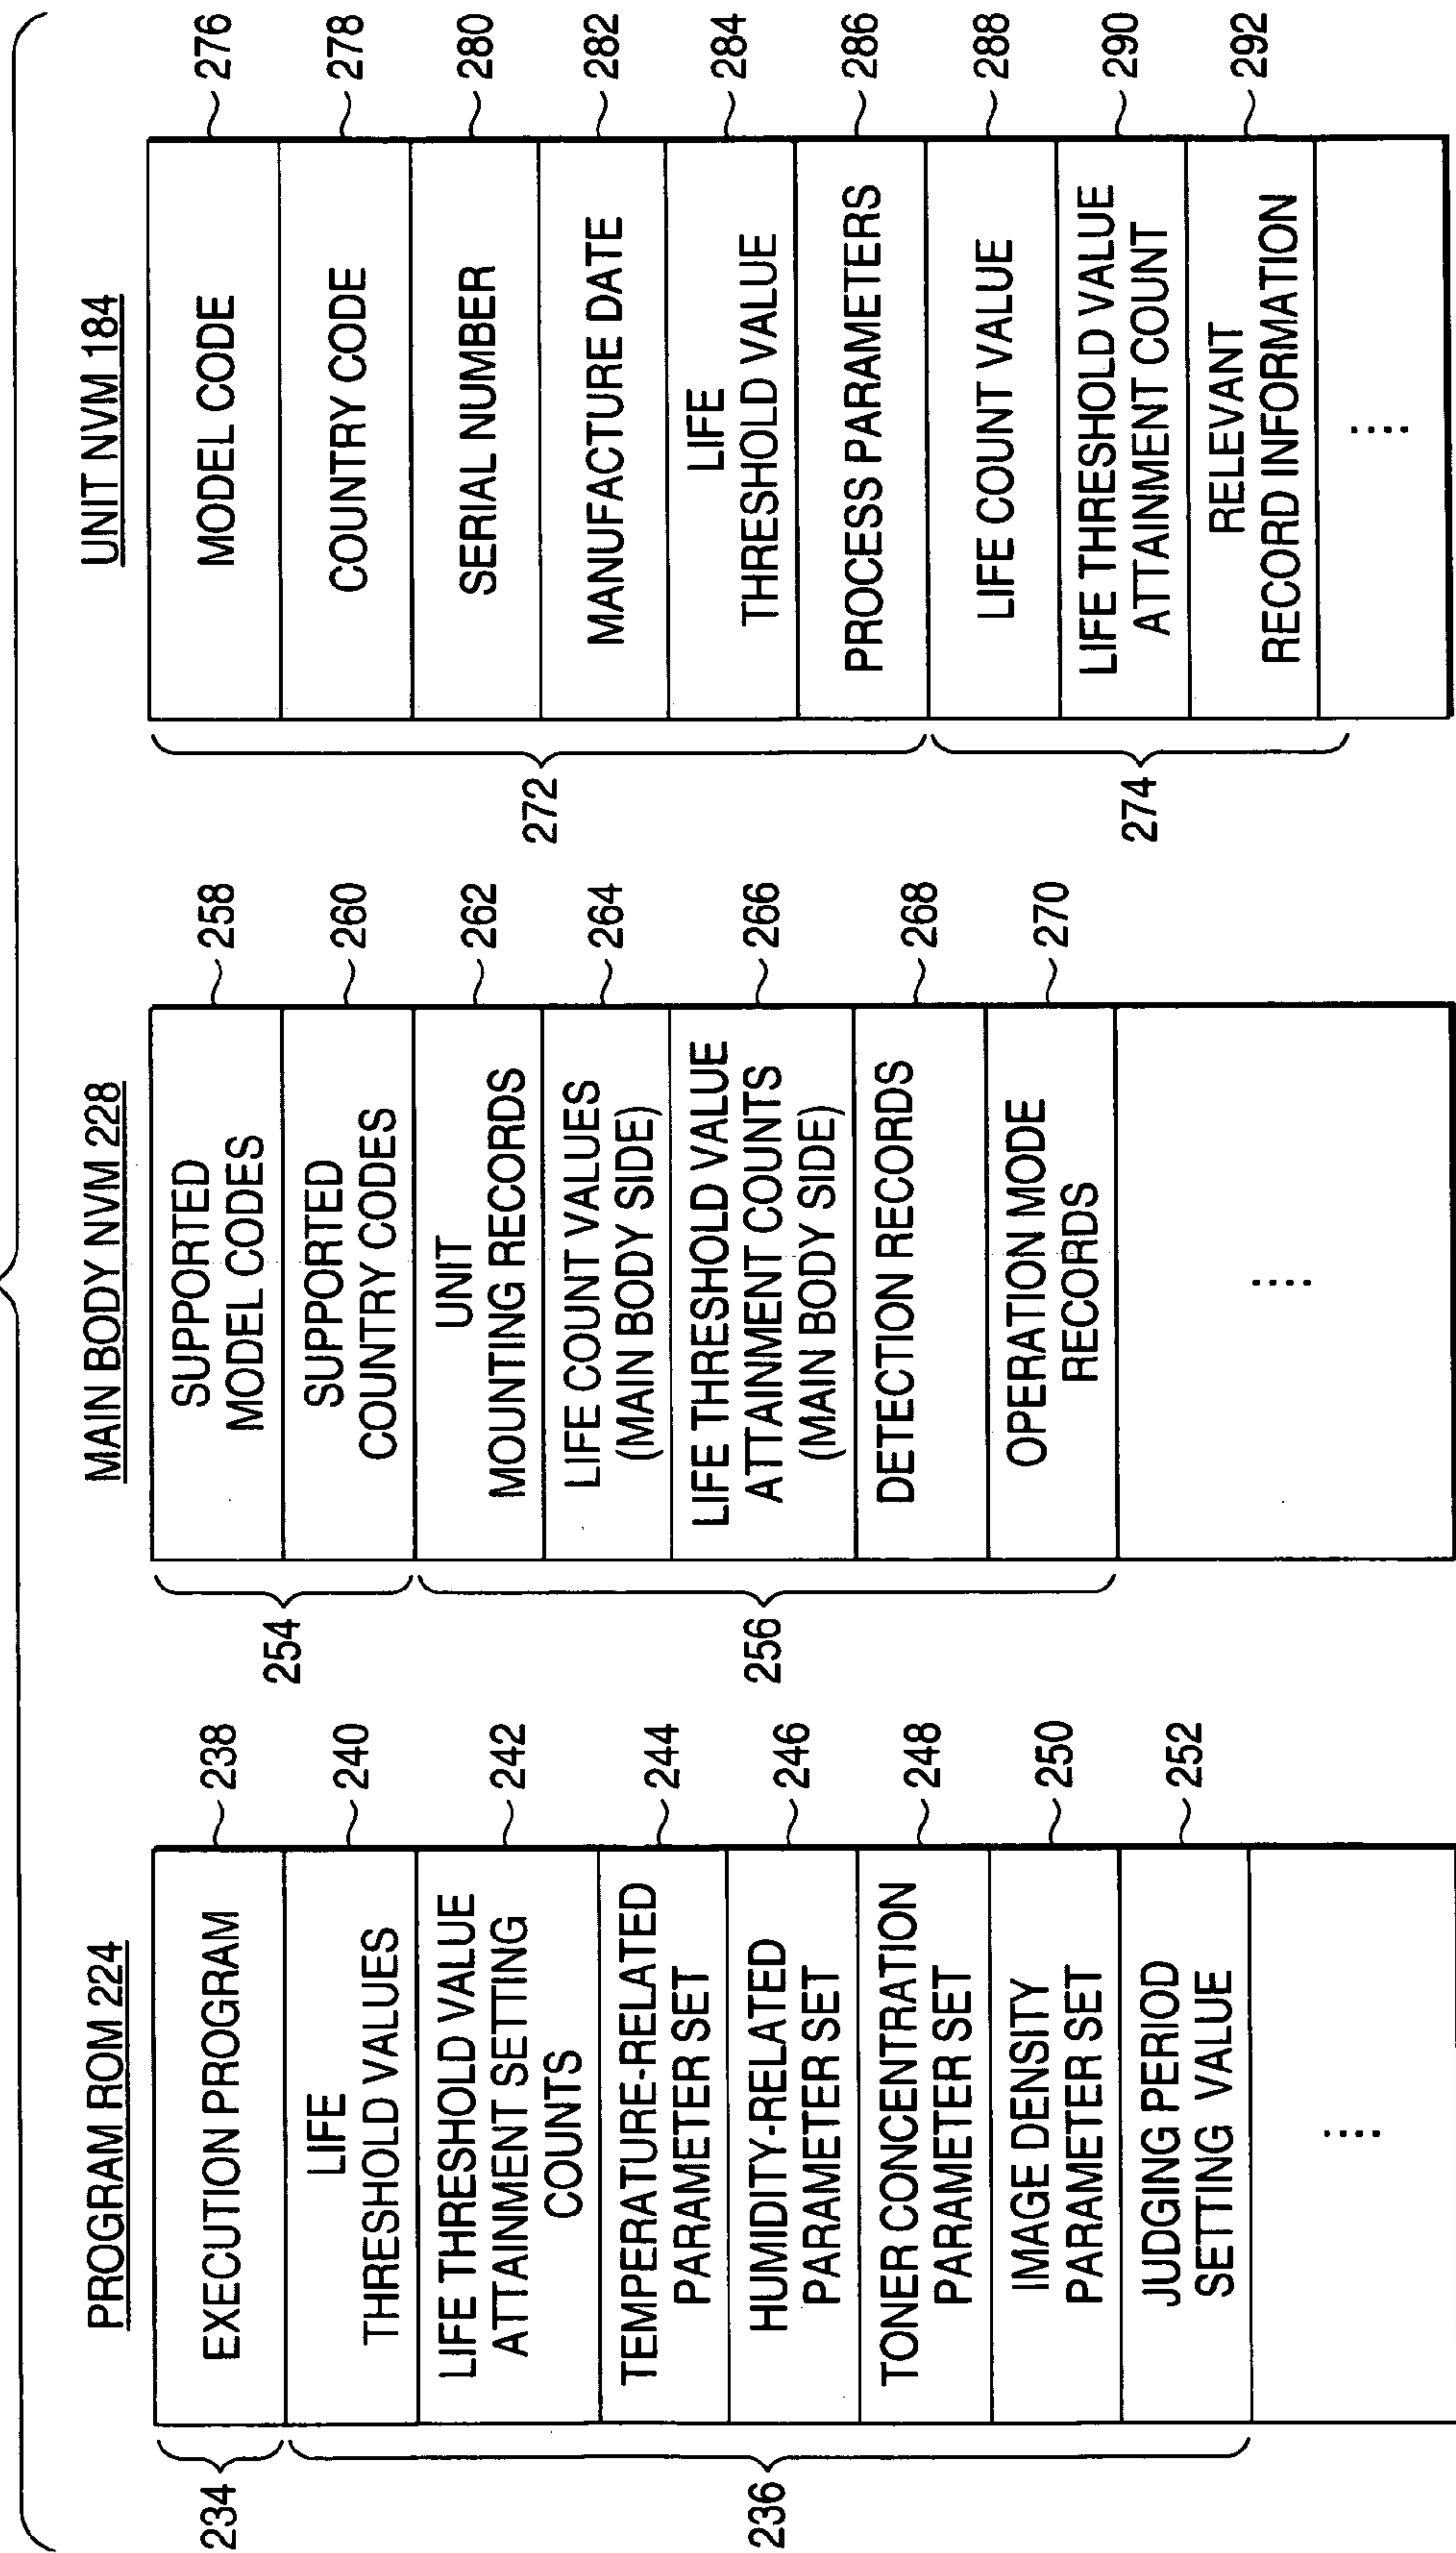 PROGRAM ROM 224
234
236
EXECUTION PROGRAM
238
LIFE
THRESHOLD VALUES
240
LIFE THRESHOLD VALUE
ATTAINMENT SETTING
COUNTS
242
TEMPERATURE-RELATED
PARAMETER SET
244
HUMIDITY-RELATED
PARAMETER SET
246
TONER CONCENTRATION
PARAMETER SET
248
IMAGE DENSITY
PARAMETER SET
250
JUDGING PERIOD
SETTING VALUE
252
....
MAIN BODY NVM 228
254
256
SUPPORTED
MODEL CODES
258
SUPPORTED
COUNTRY CODES
260
UNIT
MOUNTING RECORDS
262
LIFE COUNT VALUES
(MAIN BODY SIDE)
264
LIFE THRESHOLD VALUE
ATTAINMENT COUNTS
(MAIN BODY SIDE)
266
DETECTION RECORDS
268
OPERATION MODE
RECORDS
270
....
UNIT NVM 184
272
274
MODEL CODE
276
COUNTRY CODE
278
SERIAL NUMBER
280
MANUFACTURE DATE
282
LIFE
THRESHOLD VALUE
284
PROCESS PARAMETERS
286
LIFE COUNT VALUE
288
LIFE THRESHOLD VALUE
ATTAINMENT COUNT
290
RELEVANT
RECORD INFORMATION
292
....